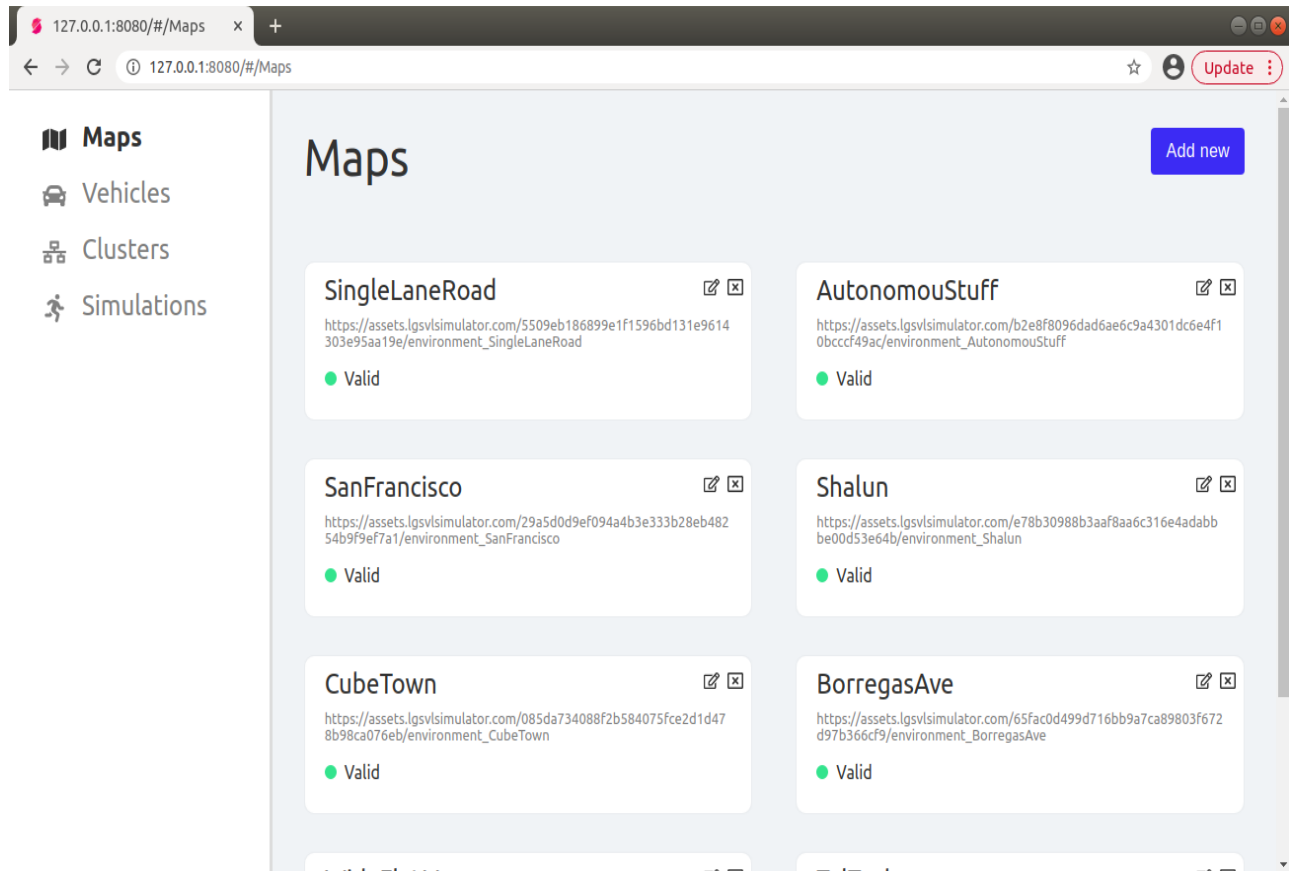 127.0.0.1:8080/#/Maps
127.0.0.1:8080/#/Maps
Update
Maps
Vehicles
Clusters
Simulations
Maps
Add new
SingleLaneRoad
https://assets.lgsvlsimulator.com/5509eb186899e1f1596bd131e9614
303e95aa19e/environment_SingleLaneRoad
Valid
AutonomouStuff
https://assets.lgsvlsimulator.com/b2e8f8096dad6ae6c9a4301dc6e4f1
0bcccf49ac/environment_AutonomouStuff
Valid
SanFrancisco
https://assets.lgsvlsimulator.com/29a5d0d9ef094a4b3e333b28eb482
54b9f9ef7a1/environment_SanFrancisco
Valid
Shalun
https://assets.lgsvlsimulator.com/e78b30988b3aaf8aa6c316e4adabb
be00d53e64b/environment_Shalun
Valid
CubeTown
https://assets.lgsvlsimulator.com/085da734088f2b584075fce2d1d47
8b98ca076eb/environment_CubeTown
Valid
BorregasAve
https://assets.lgsvlsimulator.com/65fac0d499d716bb9a7ca89803f672
d97b366cf9/environment_BorregasAve
Valid